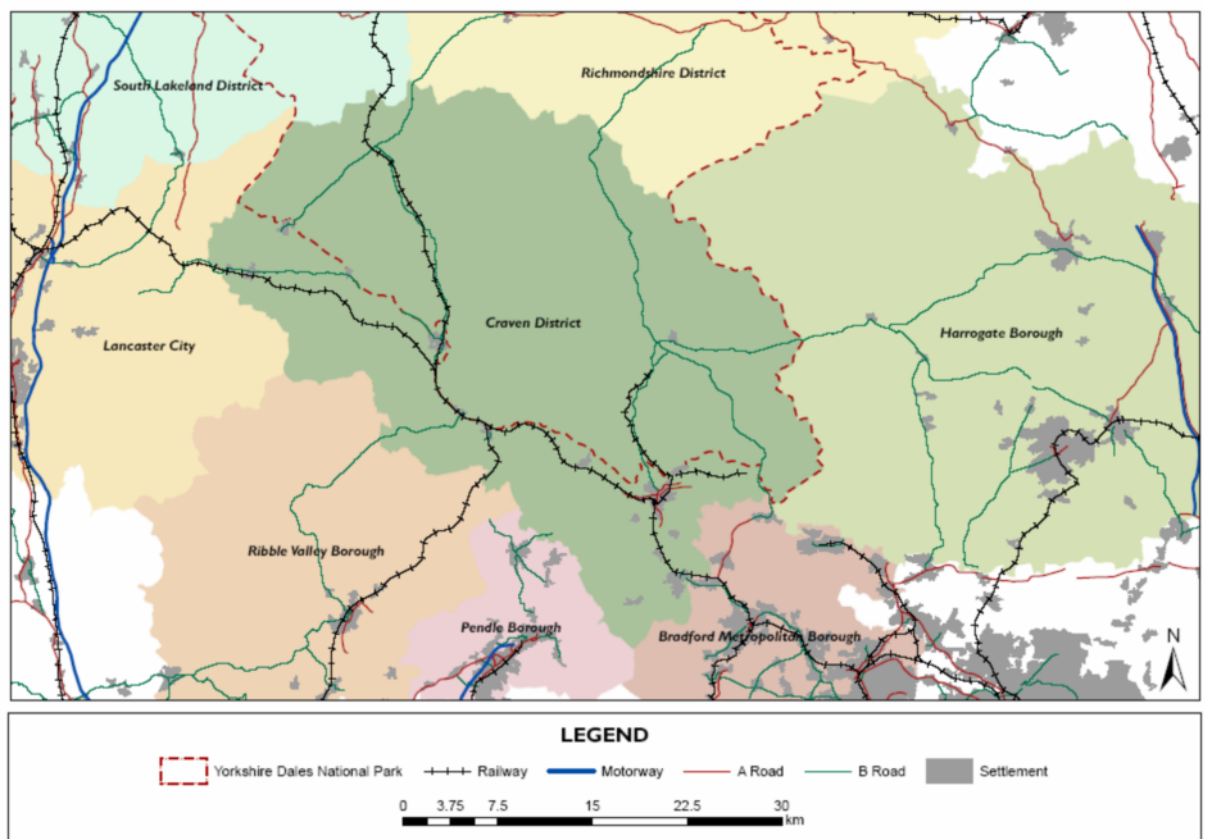 South Lakeland District
Richmondshire District
Craven District
Harrogate Borough
Lancaster City
Ribble Valley Borough
Pendle Borough
Bradford Metropolitan Borough
N
LEGEND
Yorkshire Dales National Park Railway Motorway A Road B Road Settlement
0 3.75 7.5 15 22.5 30
km